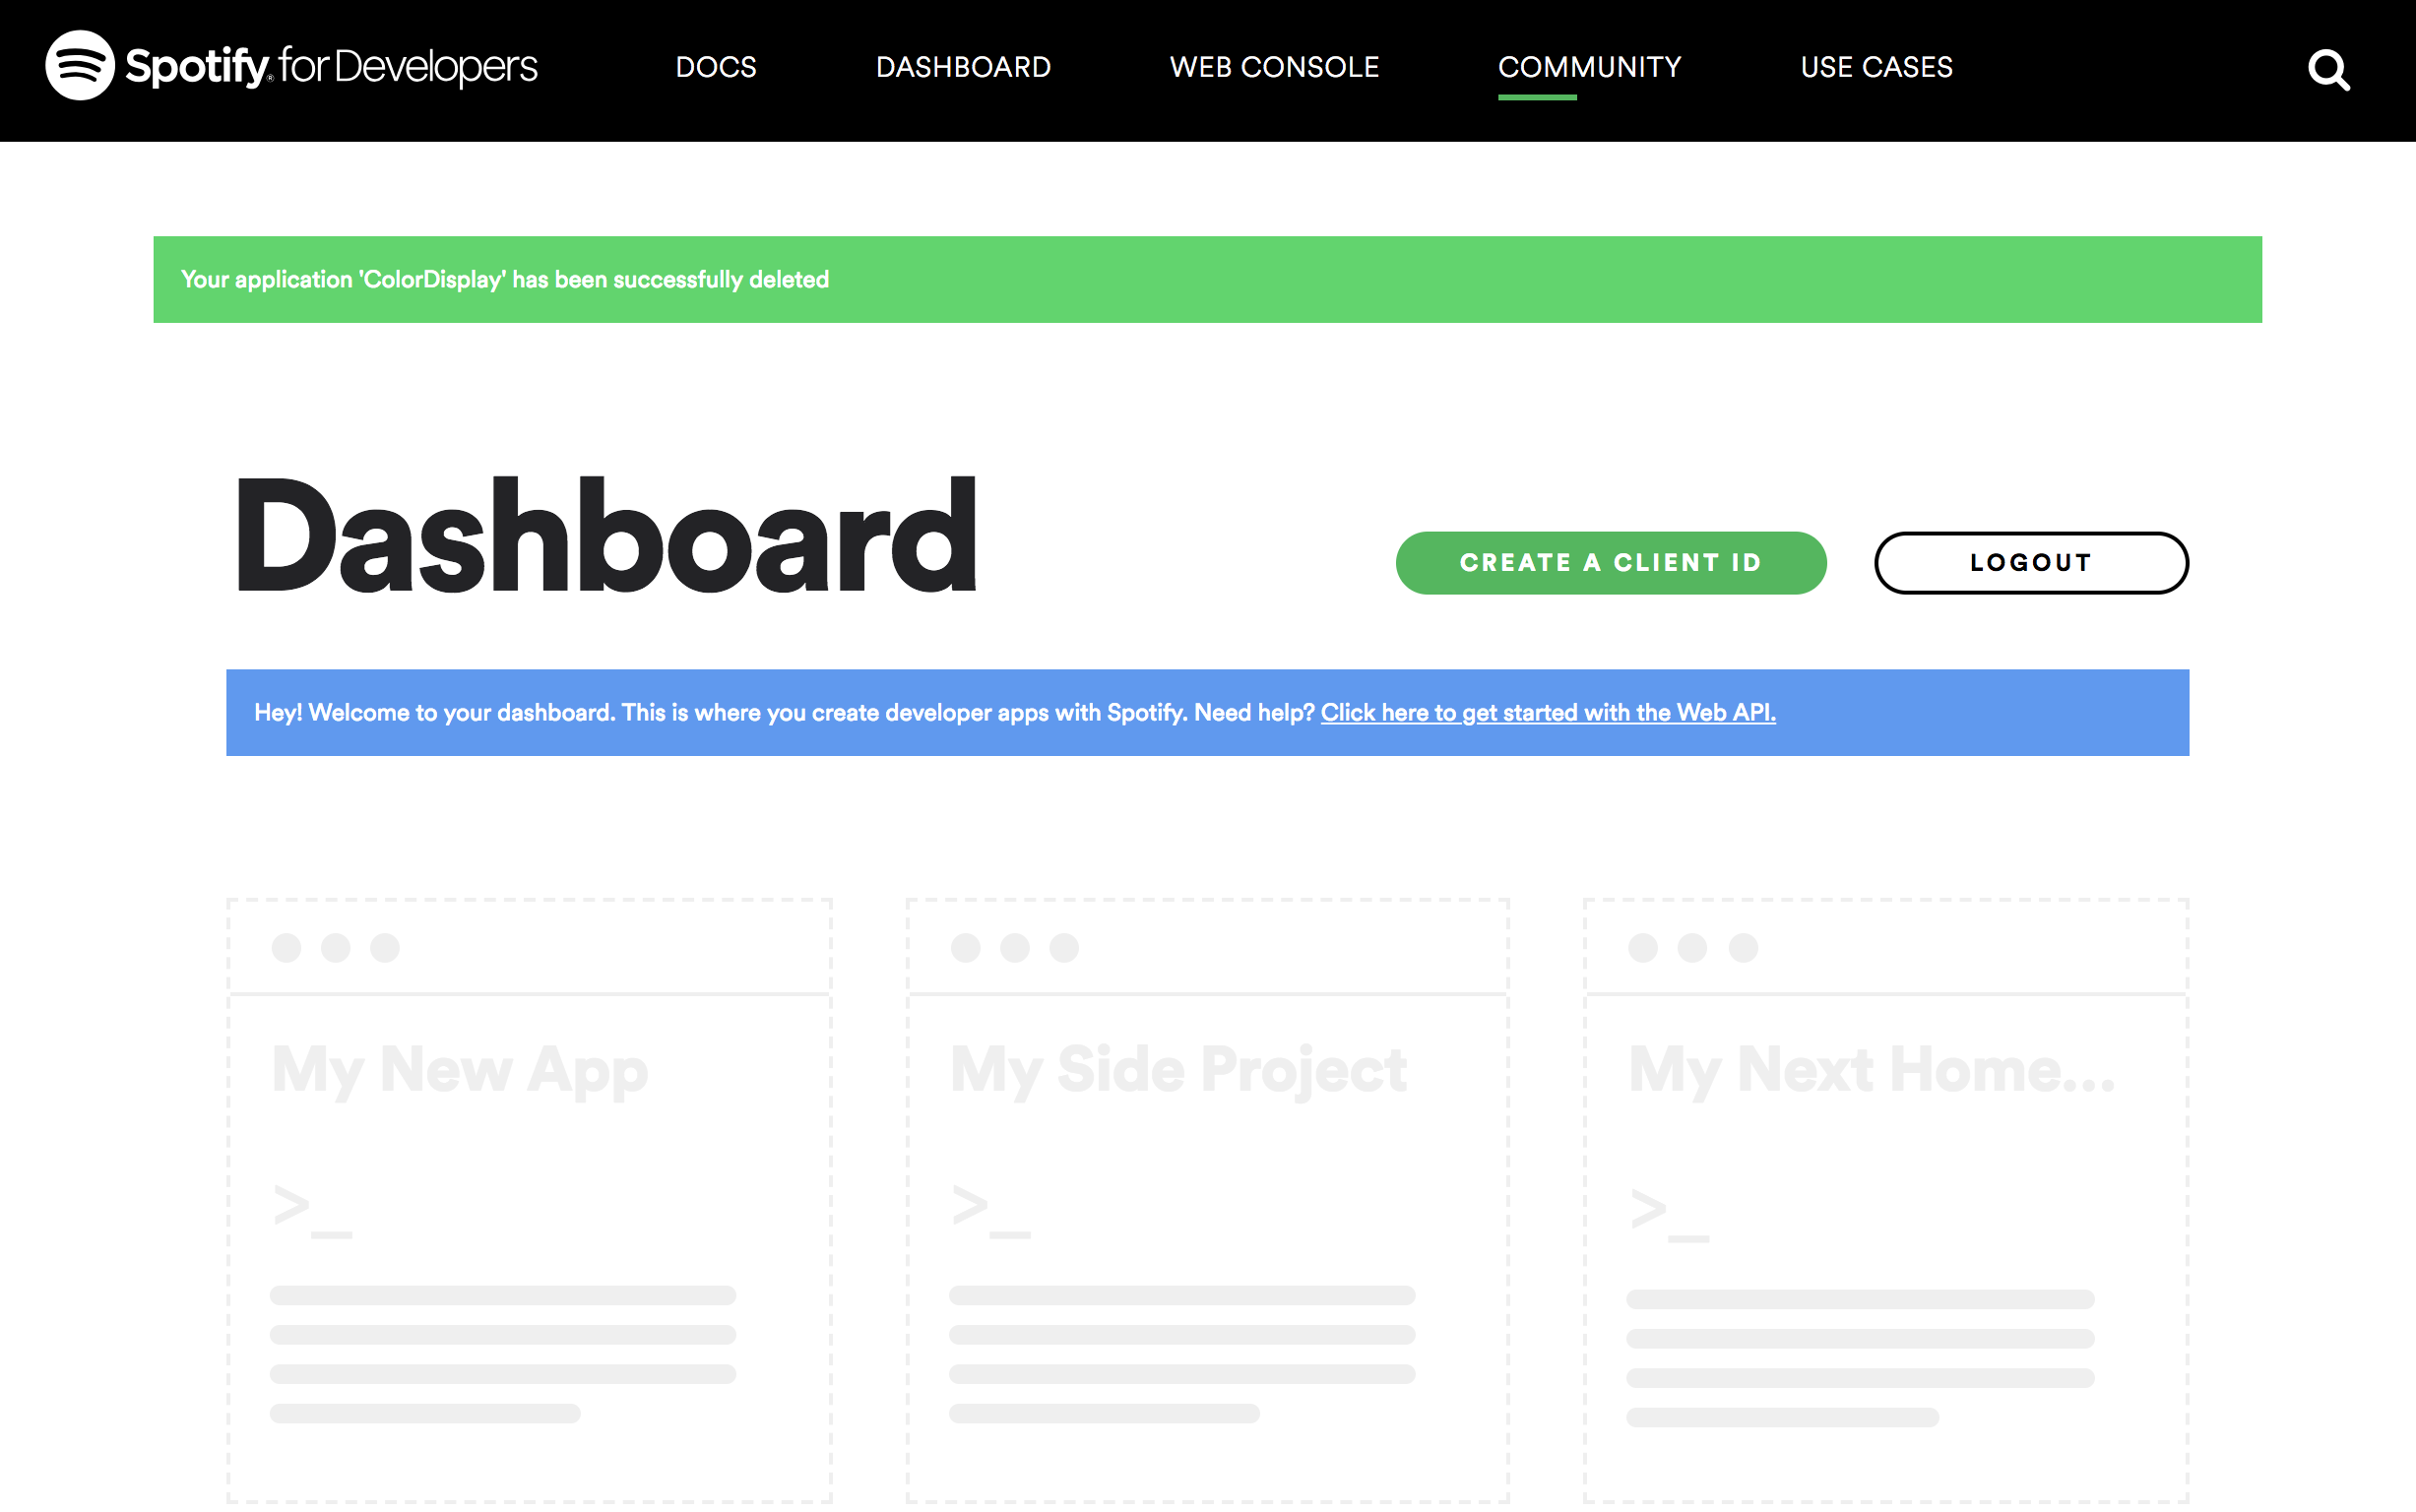 Spotify® for Developers DOCS DASHBOARD WEB CONSOLE COMMUNITY USE CASES
Your application 'ColorDisplay' has been successfully deleted
Dashboard CREATE A CLIENT ID LOGOUT
Hey! Welcome to your dashboard. This is where you create developer apps with Spotify. Need help? Click here to get started with the Web API.
My New App My Side Project My Next Home...
>_ >_ >_